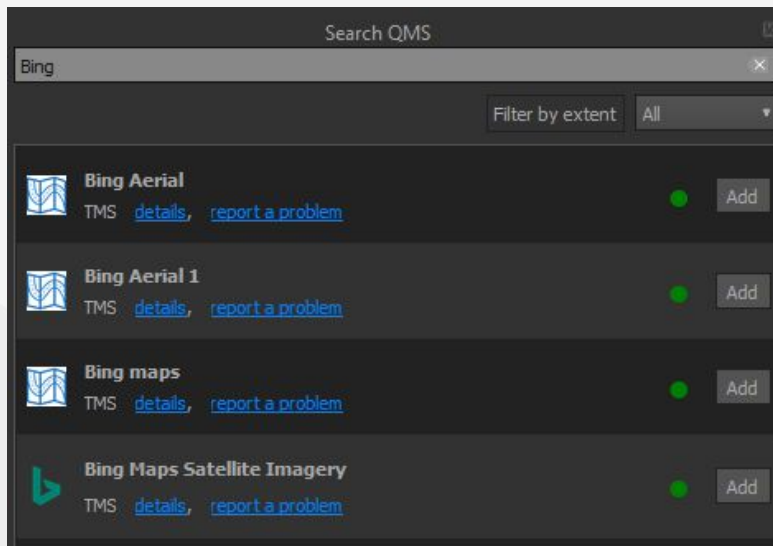 Search QMS
Bing
Filter by extent All
Bing Aerial
TMS details, report a problem
Add
Bing Aerial 1
TMS details, report a problem
Add
Bing maps
TMS details, report a problem
Add
Bing Maps Satellite Imagery
TMS details, report a problem
Add